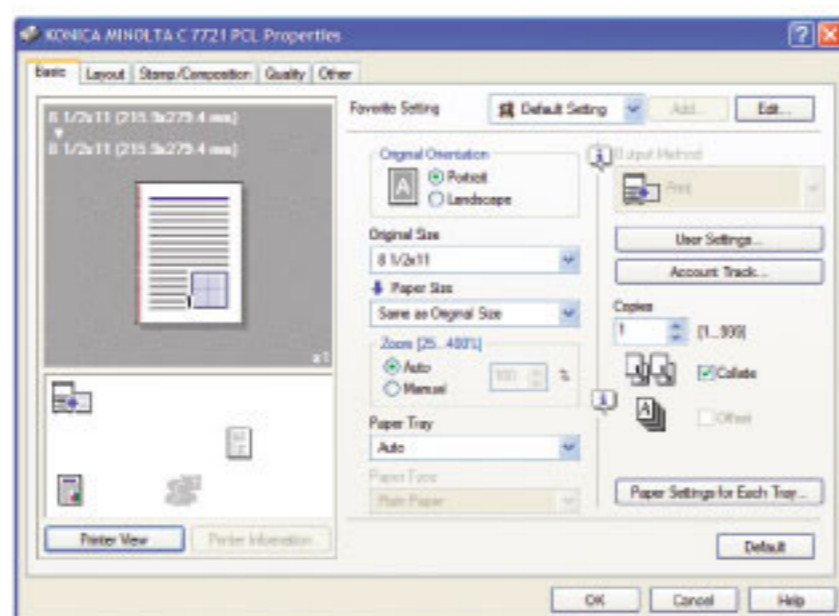 KONICA MINOLTA C 7721 PCL Properties
Basic Layout Stamp/Composition Quality Other
8 1/2x11 (215.9x279.4 mm)
8 1/2x11 (215.9x279.4 mm)
x1
Printer View Printer Information
Favorite Setting Default Setting Add... Edit...
Original Orientation
A Portrait
Landscape
Original Size
8 1/2x11
Paper Size
Same as Original Size
Zoom [25...400%]
Auto
Manual
100 %
Paper Tray
Auto
Paper Type
Plain Paper
Output Method
Print
User Settings...
Account Track...
Copies
1 [1...999]
Collate
A Offset
Paper Settings for Each Tray...
Default
OK Cancel Help